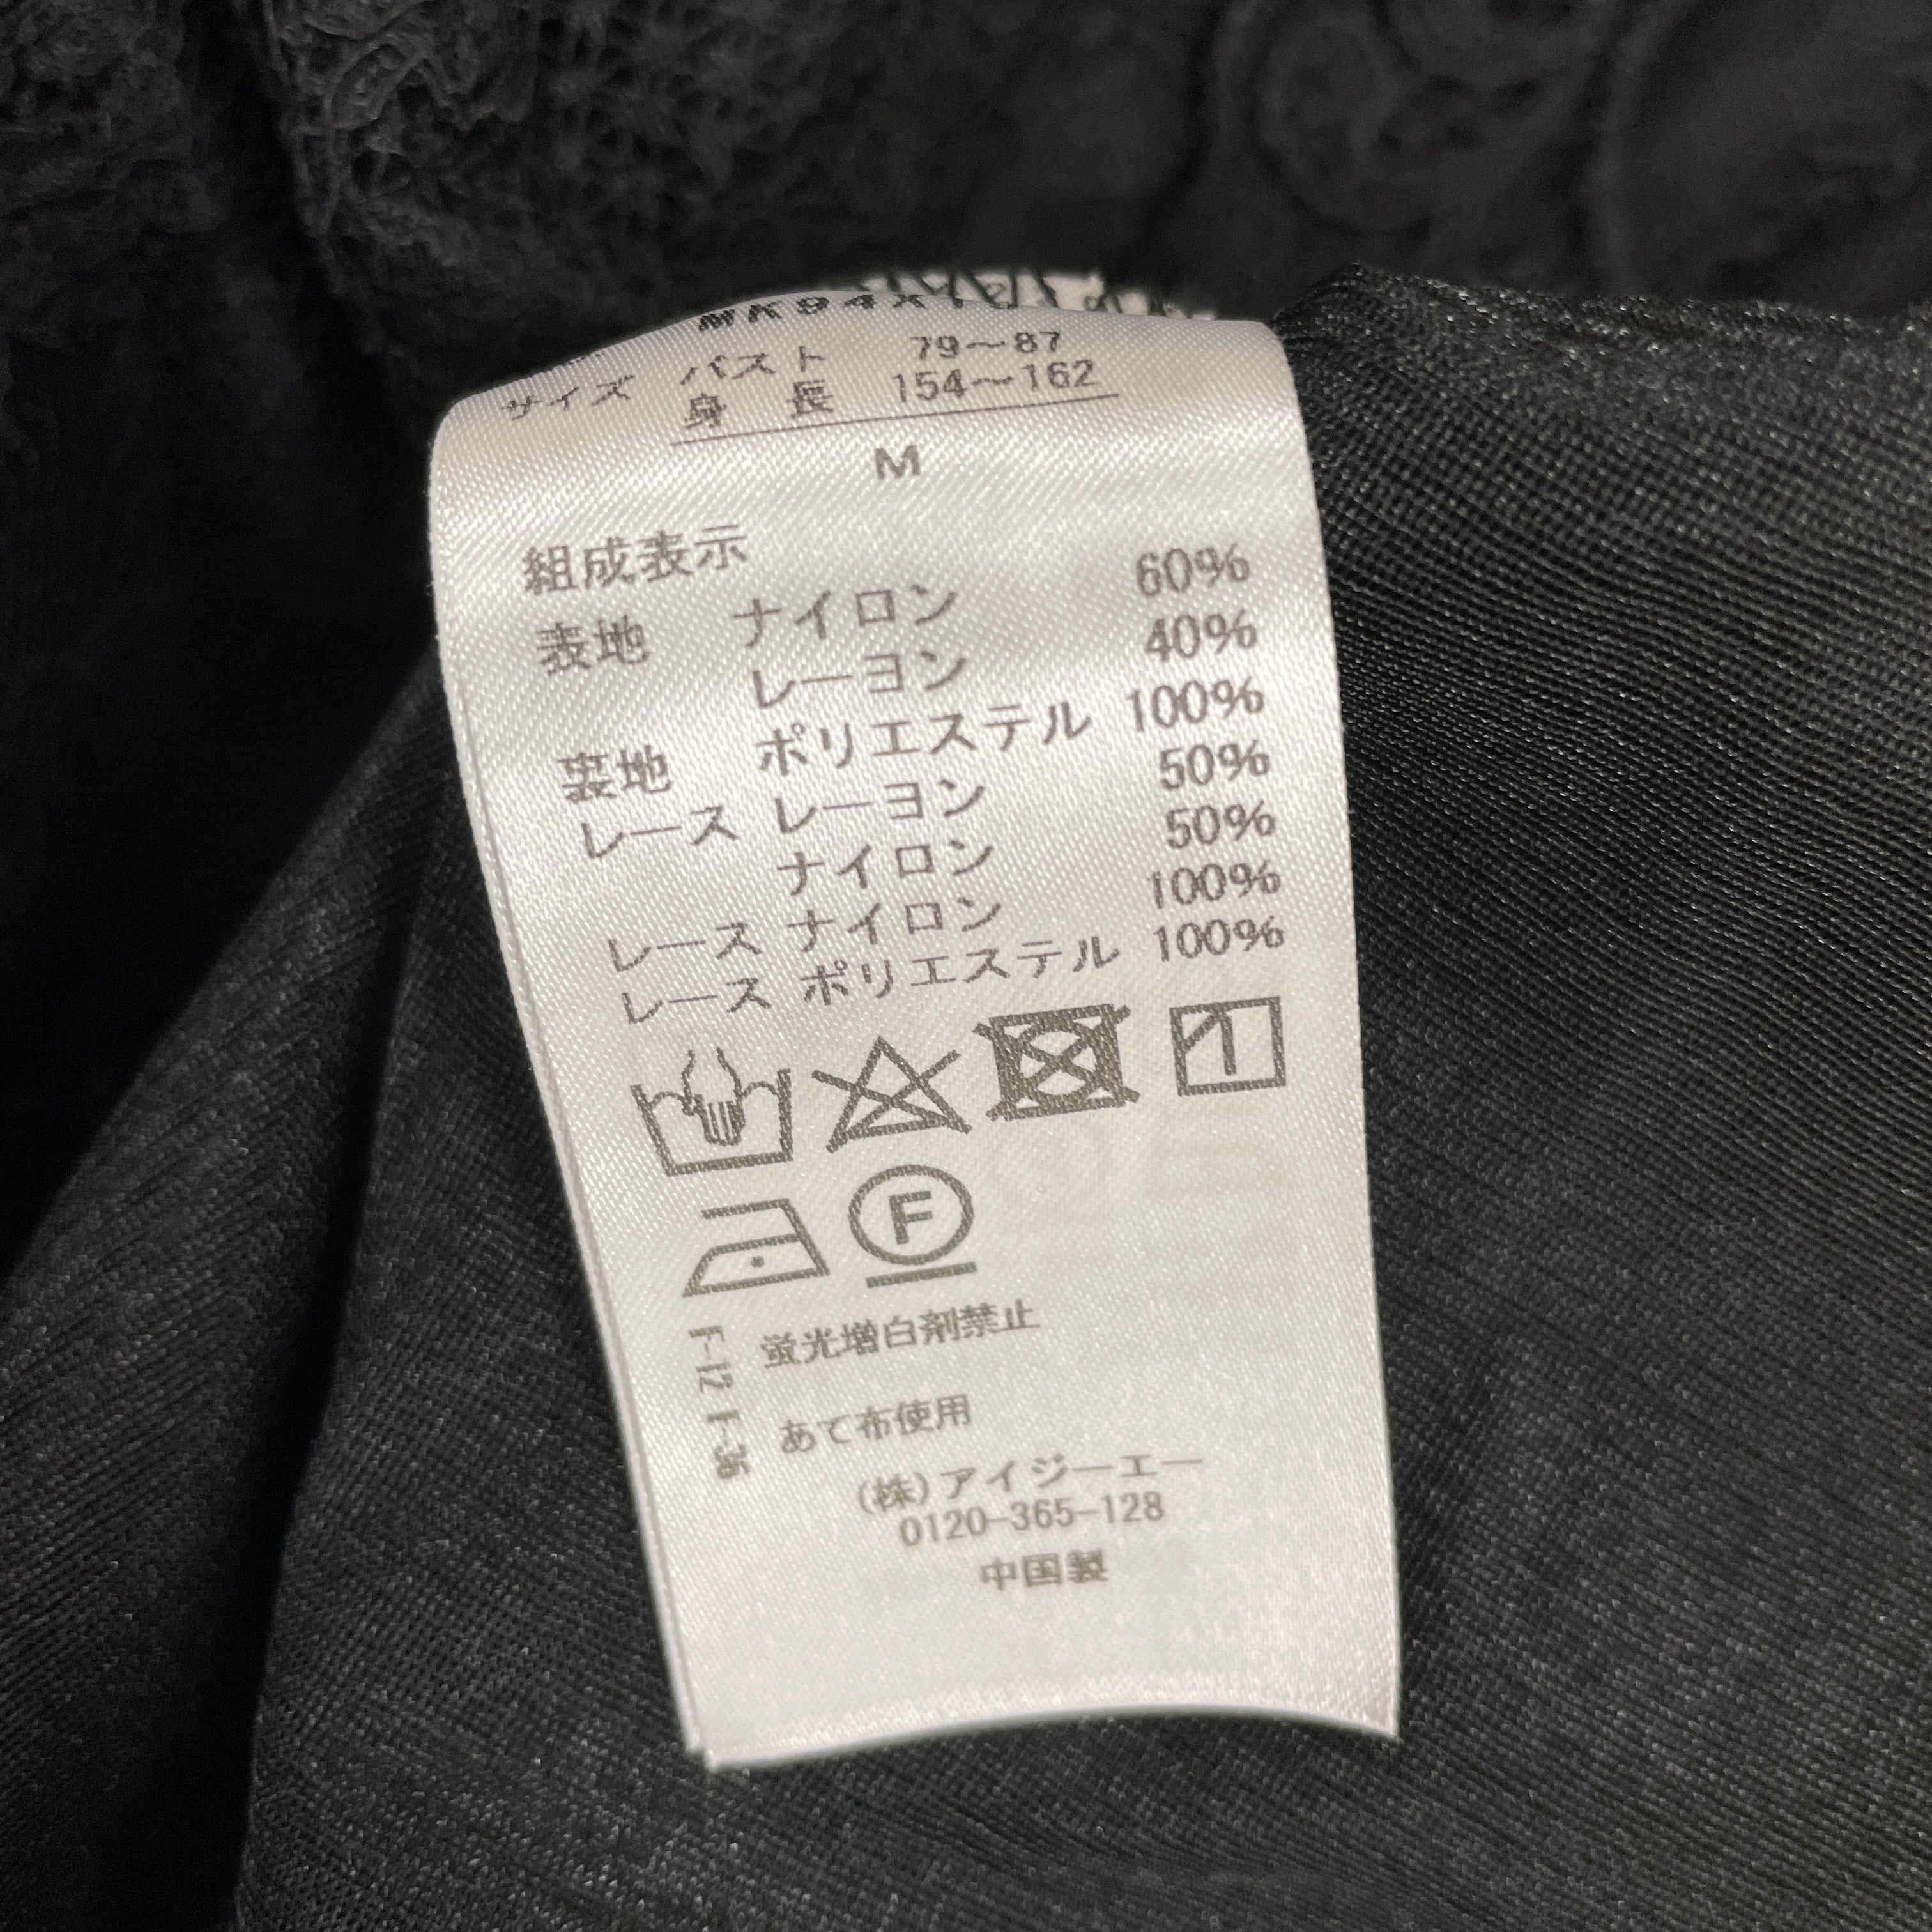 サイズ バスト 79～87
身 長 154～162
M
組成表示
表地 ナイロン 60%
レーヨン 40%
裏地 ポリエステル 100%
レース レーヨン 50%
ナイロン 50%
レース ナイロン 100%
レース ポリエステル 100%
F
F-12 F-36
蛍光増白剤禁止
あて布使用
(株)アイジーエー
0120-365-128
中国製